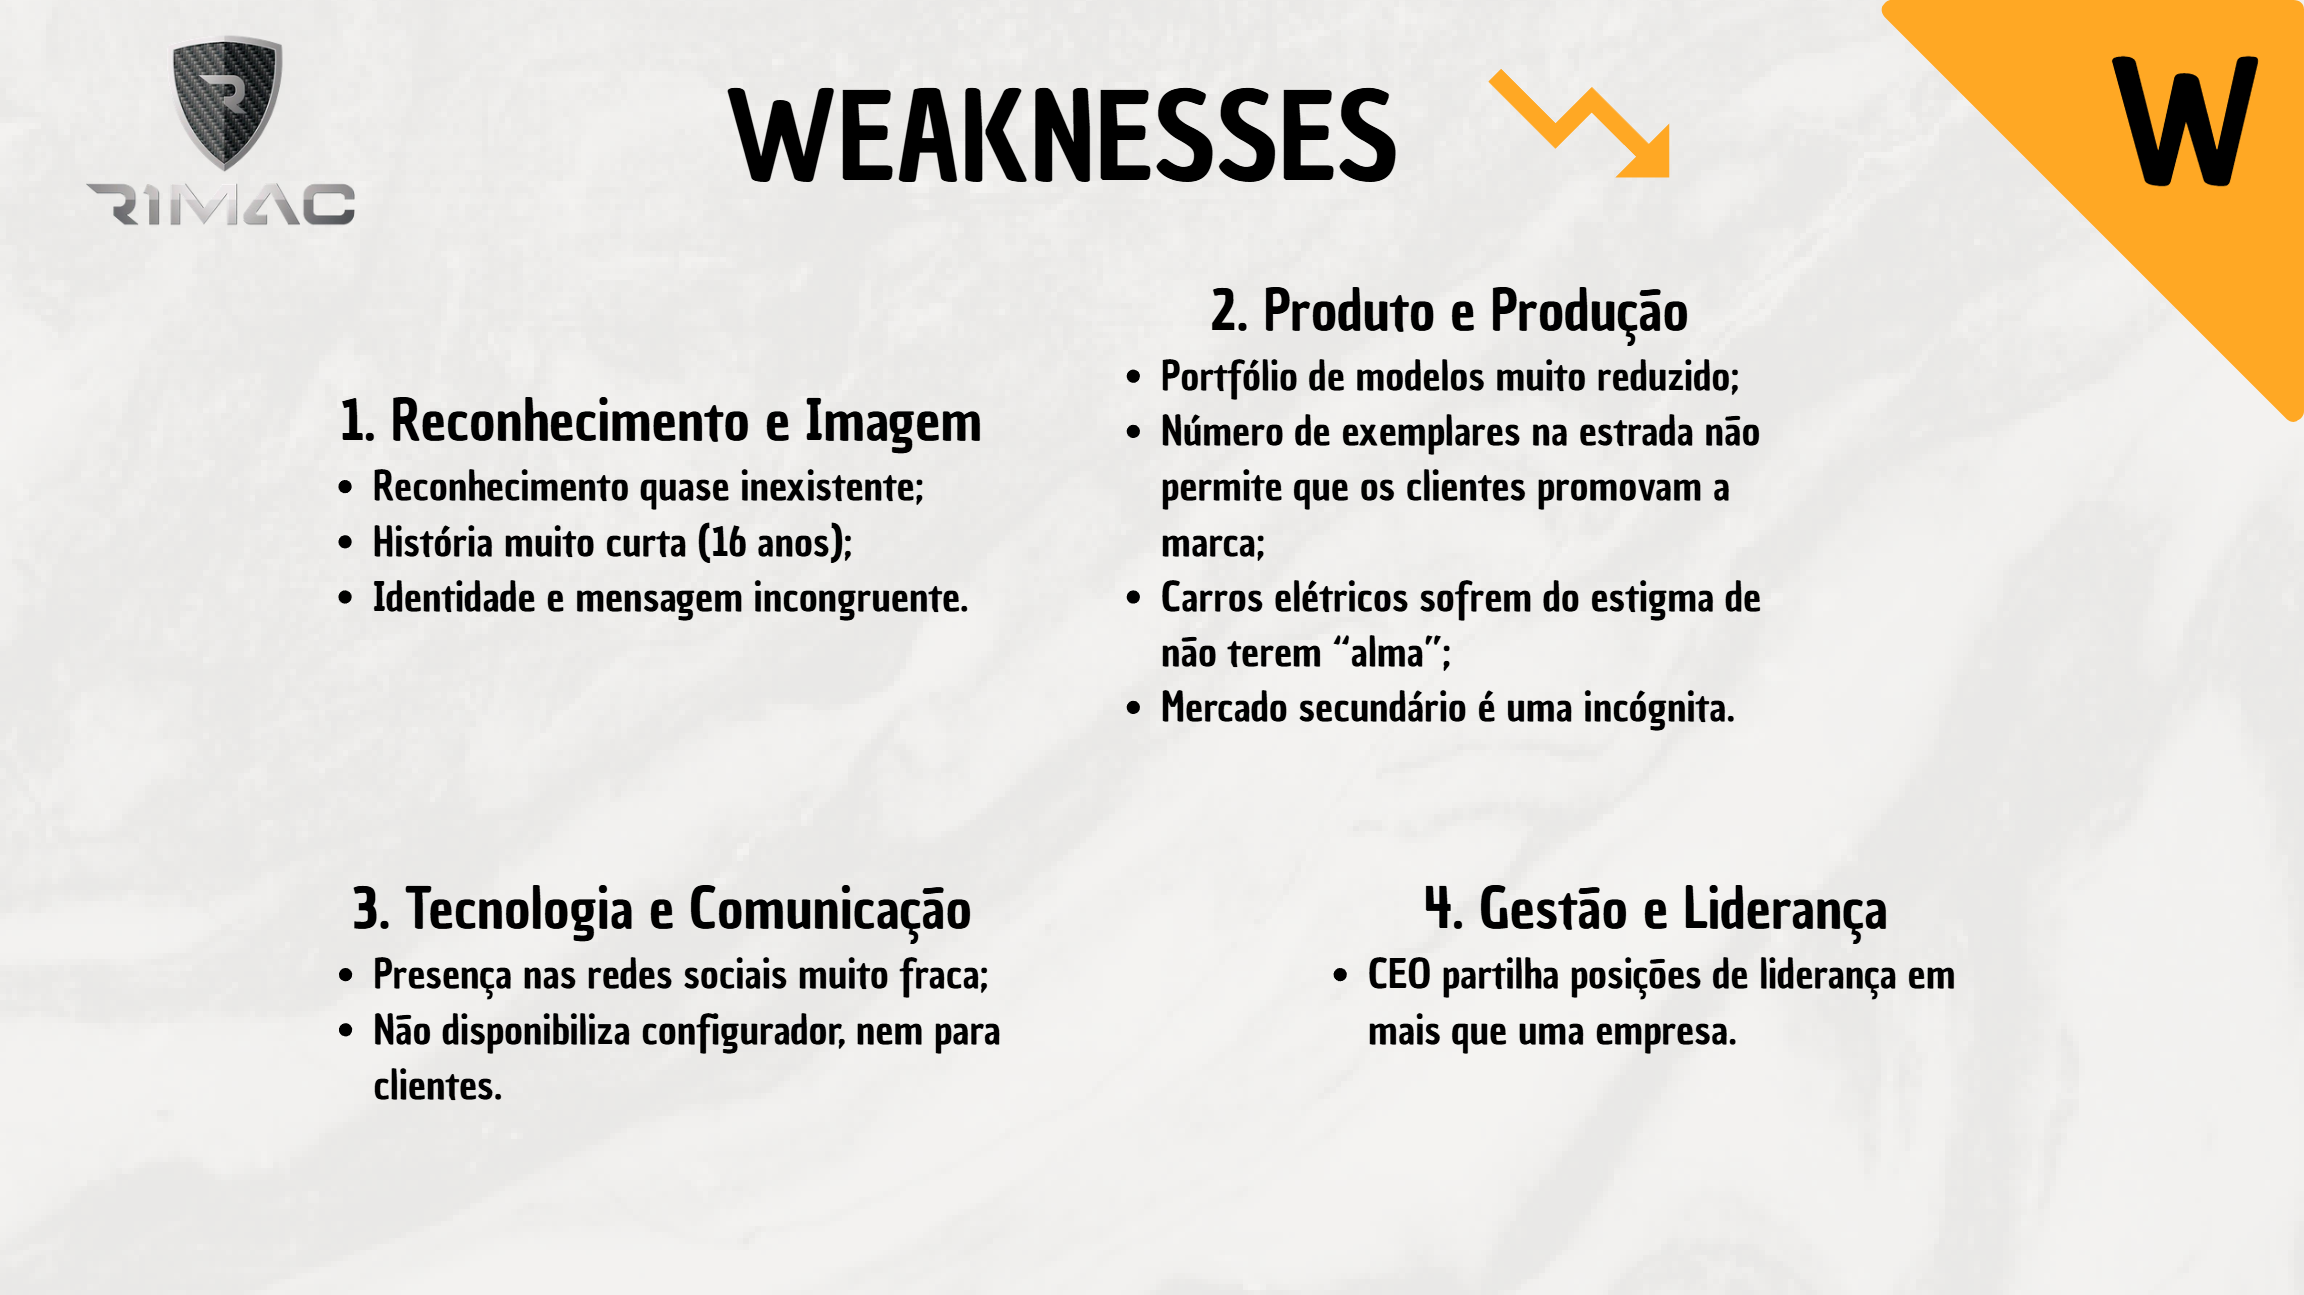 R
R1MAC
WEAKNESSES
W
1. Reconhecimento e Imagem
• Reconhecimento quase inexistente;
• História muito curta (16 anos);
• Identidade e mensagem incongruente.
2. Produto e Produção
• Portfólio de modelos muito reduzido;
• Número de exemplares na estrada não
permite que os clientes promovam a
marca;
• Carros elétricos sofrem do estigma de
não terem “alma”;
• Mercado secundário é uma incógnita.
3. Tecnologia e Comunicação
• Presença nas redes sociais muito fraca;
• Não disponibiliza configurador, nem para
clientes.
4. Gestão e Liderança
• CEO partilha posições de liderança em
mais que uma empresa.